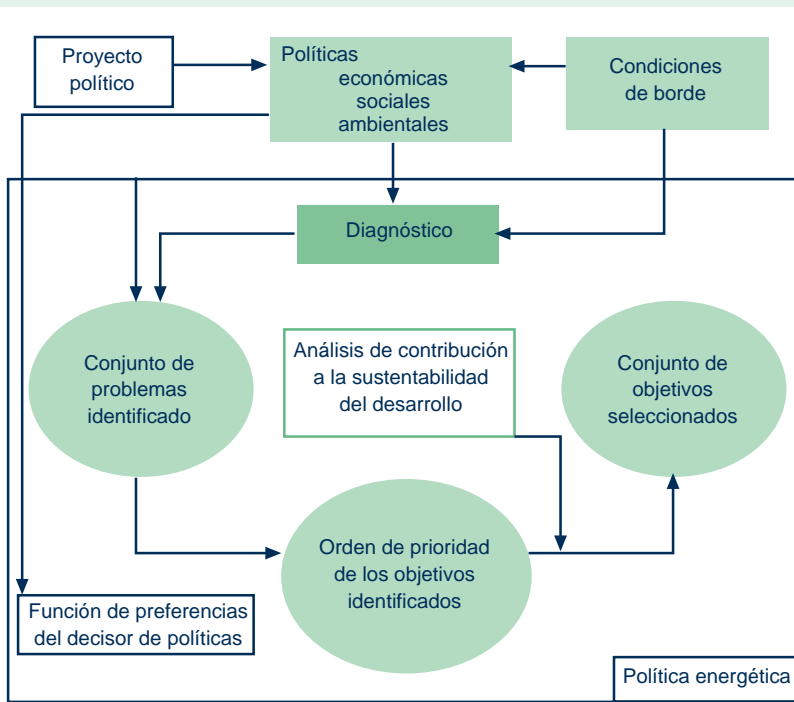 Proyecto
político
Políticas
económicas
sociales
ambientales
Condiciones
de borde
Diagnóstico
Conjunto de
problemas
identificado
Análisis de contribución
a la sustentabilidad
del desarrollo
Conjunto de
objetivos
seleccionados
Orden de prioridad
de los objetivos
identificados
Función de preferencias
del decisor de políticas
Política energética